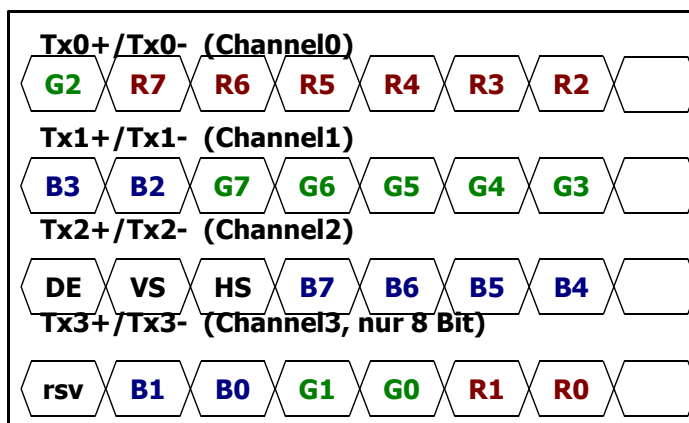 Tx0+/Tx0- (Channel0)
G2 R7 R6 R5 R4 R3 R2
Tx1+/Tx1- (Channel1)
B3 B2 G7 G6 G5 G4 G3
Tx2+/Tx2- (Channel2)
DE VS HS B7 B6 B5 B4
Tx3+/Tx3- (Channel3, nur 8 Bit)
rsv B1 B0 G1 G0 R1 R0